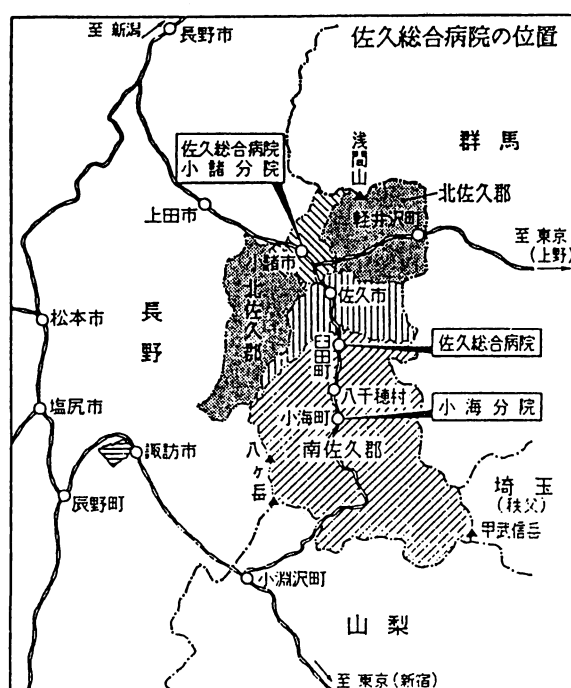 佐久総合病院の位置
至 新潟
長野市
佐久総合病院
小諸分院
浅間山
群馬
北佐久郡
軽井沢町
上田市
至 東京
(上野)
小諸市
佐久市
北佐久郡
松本市
長野
臼田町
佐久総合病院
八千穂村
小海町
小海分院
塩尻市
南佐久郡
諏訪市
八ヶ岳
埼玉
(秩父)
辰野町
甲武信岳
小淵沢町
山梨
至 東京(新宿)